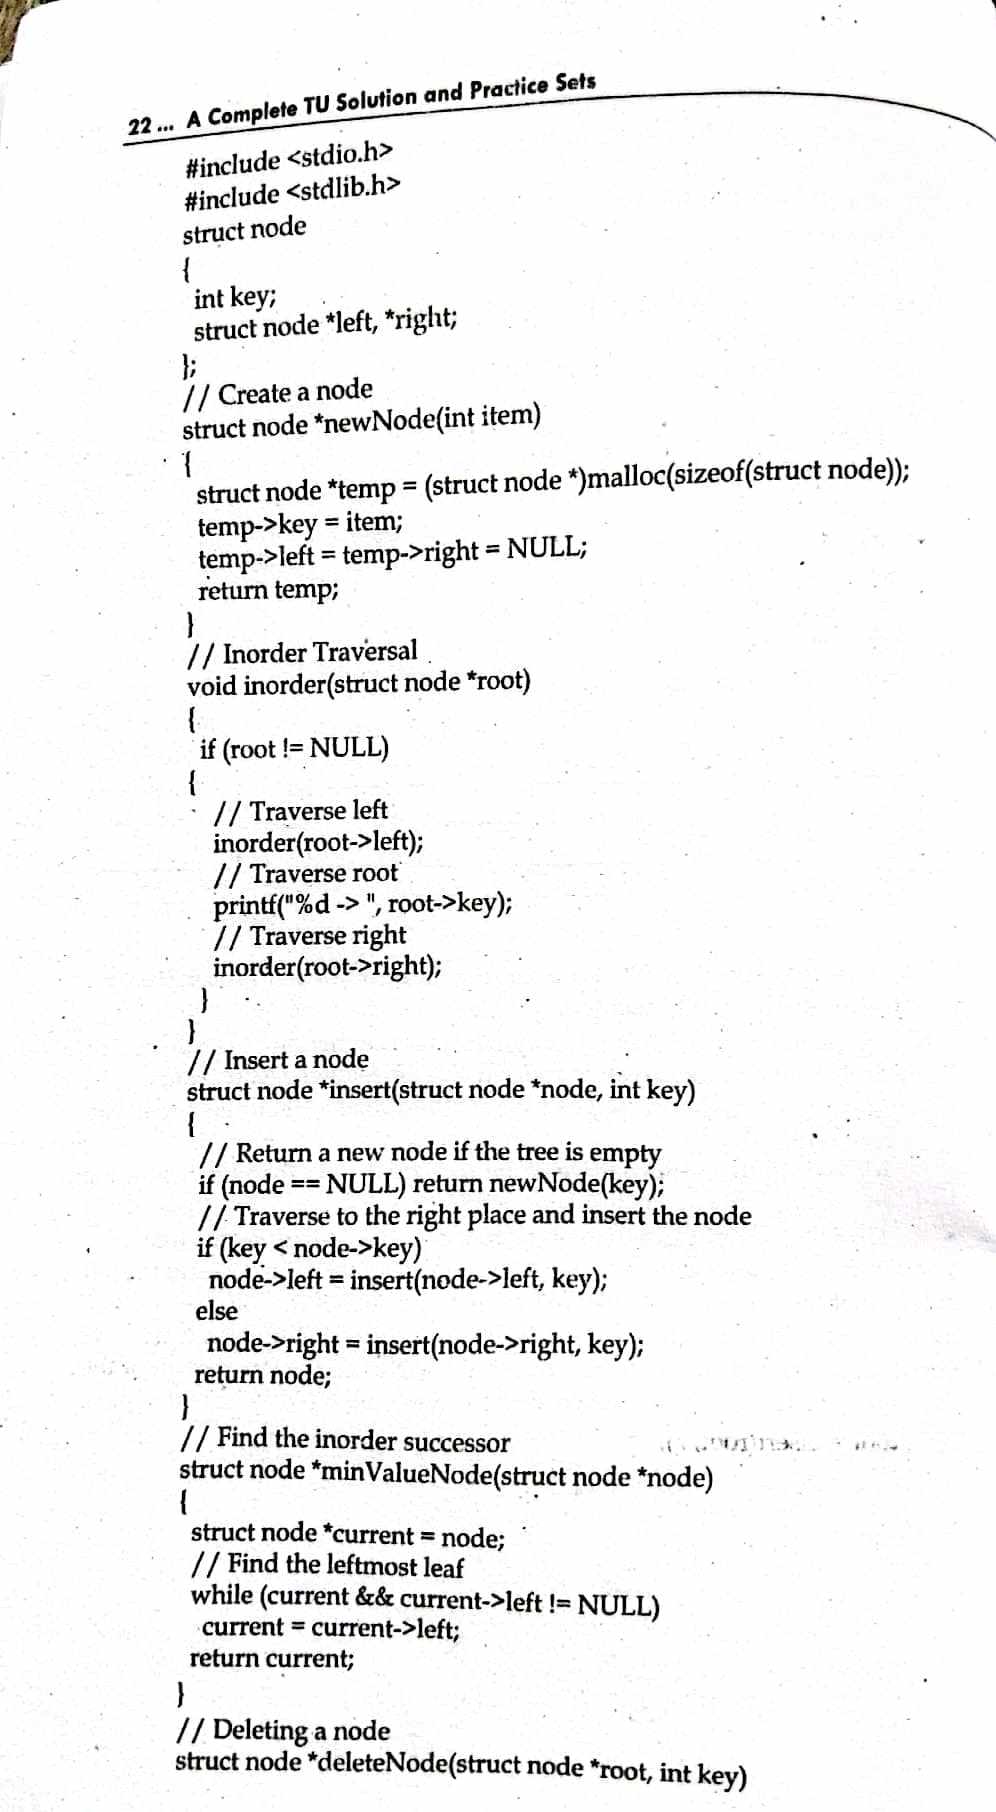 22 ... A Complete TU Solution and Practice Sets
#include <stdio.h>
#include <stdlib.h>
struct node
{
int key;
struct node *left, *right;
};
// Create a node
struct node *newNode(int item)
{
struct node *temp = (struct node *)malloc(sizeof(struct node));
temp->key = item;
temp->left = temp->right = NULL;
return temp;
}
// Inorder Traversal
void inorder(struct node *root)
{
if (root != NULL)
{
// Traverse left
inorder(root->left);
// Traverse root
printf("%d -> ", root->key);
// Traverse right
inorder(root->right);
}
}
// Insert a node
struct node *insert(struct node *node, int key)
{
// Return a new node if the tree is empty
if (node == NULL) return newNode(key);
// Traverse to the right place and insert the node
if (key < node->key)
node->left = insert(node->left, key);
else
node->right = insert(node->right, key);
return node;
}
// Find the inorder successor
struct node *minValueNode(struct node *node)
{
struct node *current = node;
// Find the leftmost leaf
while (current && current->left != NULL)
current = current->left;
return current;
}
// Deleting a node
struct node *deleteNode(struct node *root, int key)